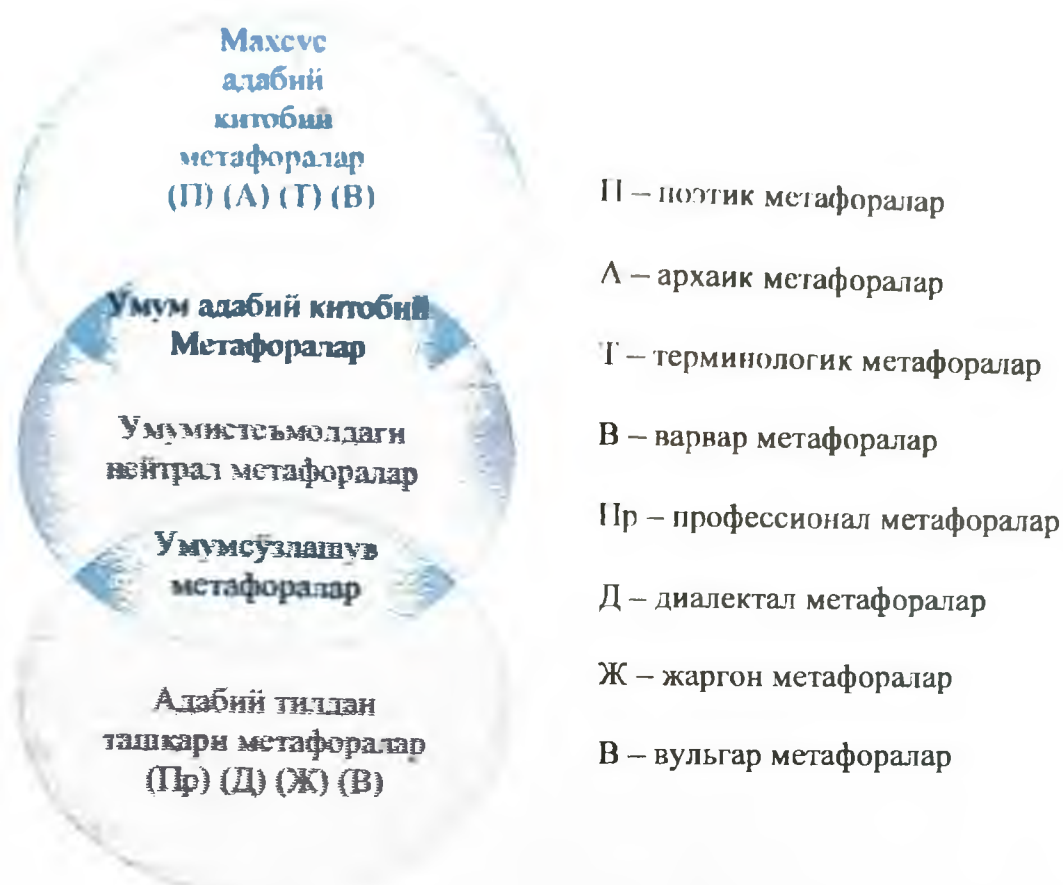 Махсус
адабий
китобий
метафоралар
(П) (А) (Т) (В)
Умум адабий китобий
Метафоралар
Умумистеъмолдаги
нейтрал метафоралар
Умумсўзлашув
метафоралар
Адабий тилдан
ташкари метафоралар
(Пр) (Д) (Ж) (В)
П – поэтик метафоралар
А – архаик метафоралар
Т – терминологик метафоралар
В – варвар метафоралар
Пр – профессионал метафоралар
Д – диалектал метафоралар
Ж – жаргон метафоралар
В – вульгар метафоралар